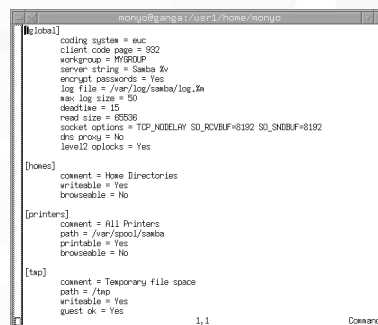 monyo@ganga:/usr1/home/monyo
[global]
coding system = euc
client code page = 932
workgroup = MYGROUP
server string = Samba %v
encrypt passwords = Yes
log file = /var/log/samba/log.%m
max log size = 50
deadtime = 15
read size = 65536
socket options = TCP_NODELAY SO_RCVBUF=8192 SO_SNDBUF=8192
dns proxy = No
level2 oplocks = Yes
[homes]
comment = Home Directories
writeable = Yes
browseable = No
[printers]
comment = All Printers
path = /var/spool/samba
printable = Yes
browseable = No
[tmp]
comment = Temporary file space
path = /tmp
writeable = Yes
guest ok = Yes
1,1 Command